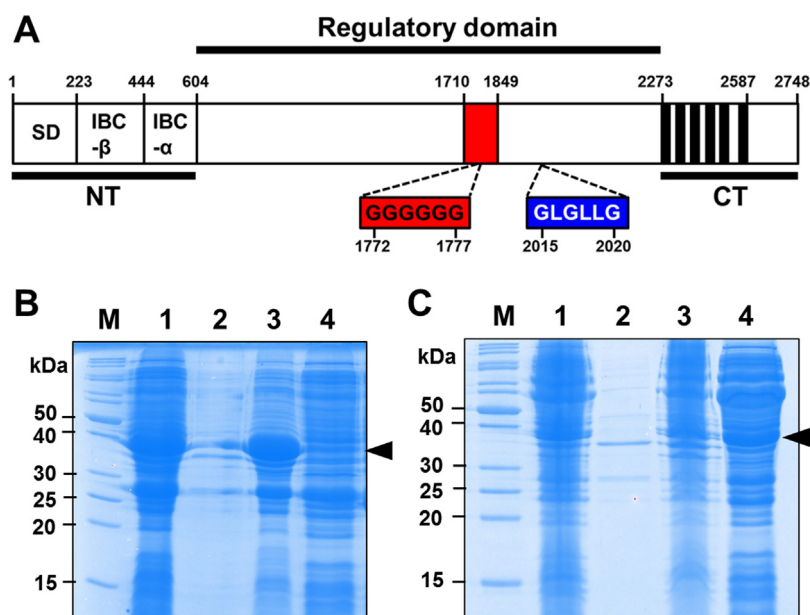 A
Regulatory domain
1 223 444 604 1710 1849 2273 2587 2748
SD IBC IBC
-β -α
NT CT
GGGGGG GLGLLG
1772 1777 2015 2020
B C
M 1 2 3 4 M 1 2 3 4
kDa kDa
50 50
40 40
30 30
25 25
20 20
15 15